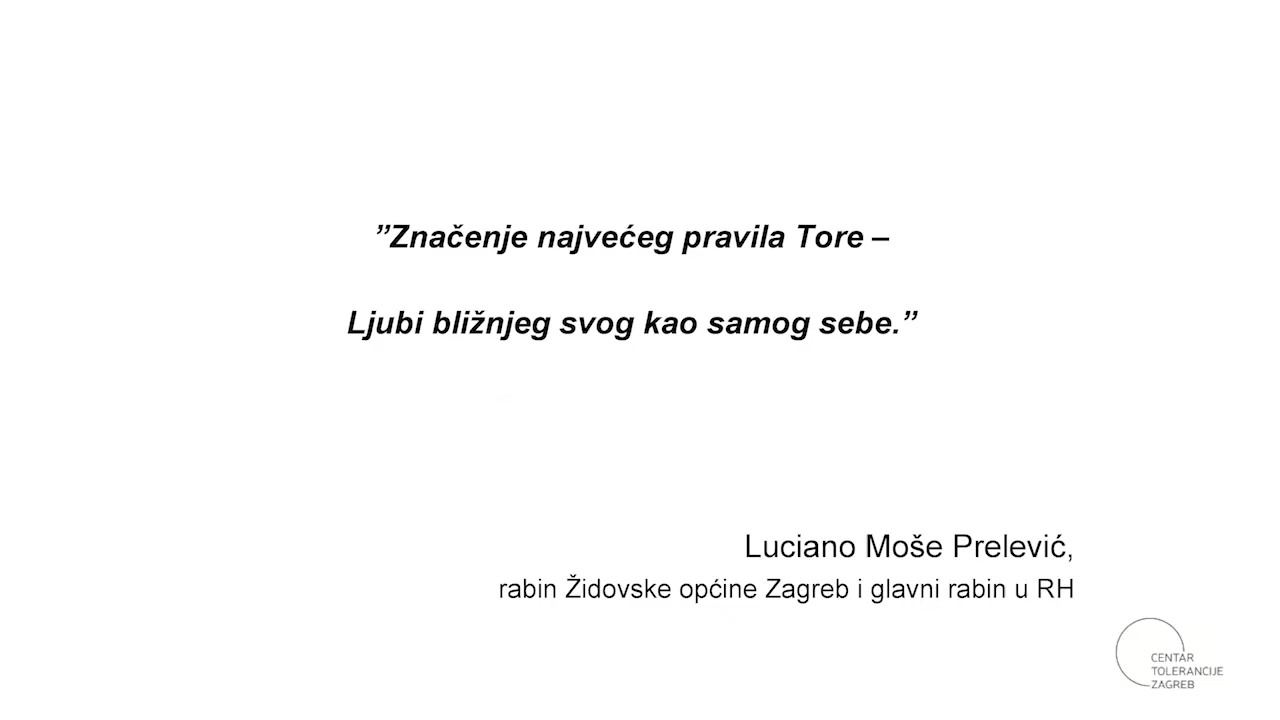 ”Značenje najvećeg pravila Tore –
Ljubi bližnjeg svog kao samog sebe.”
Luciano Moše Prelević,
rabin Židovske općine Zagreb i glavni rabin u RH
CENTAR
TOLERANCIJE
ZAGREB